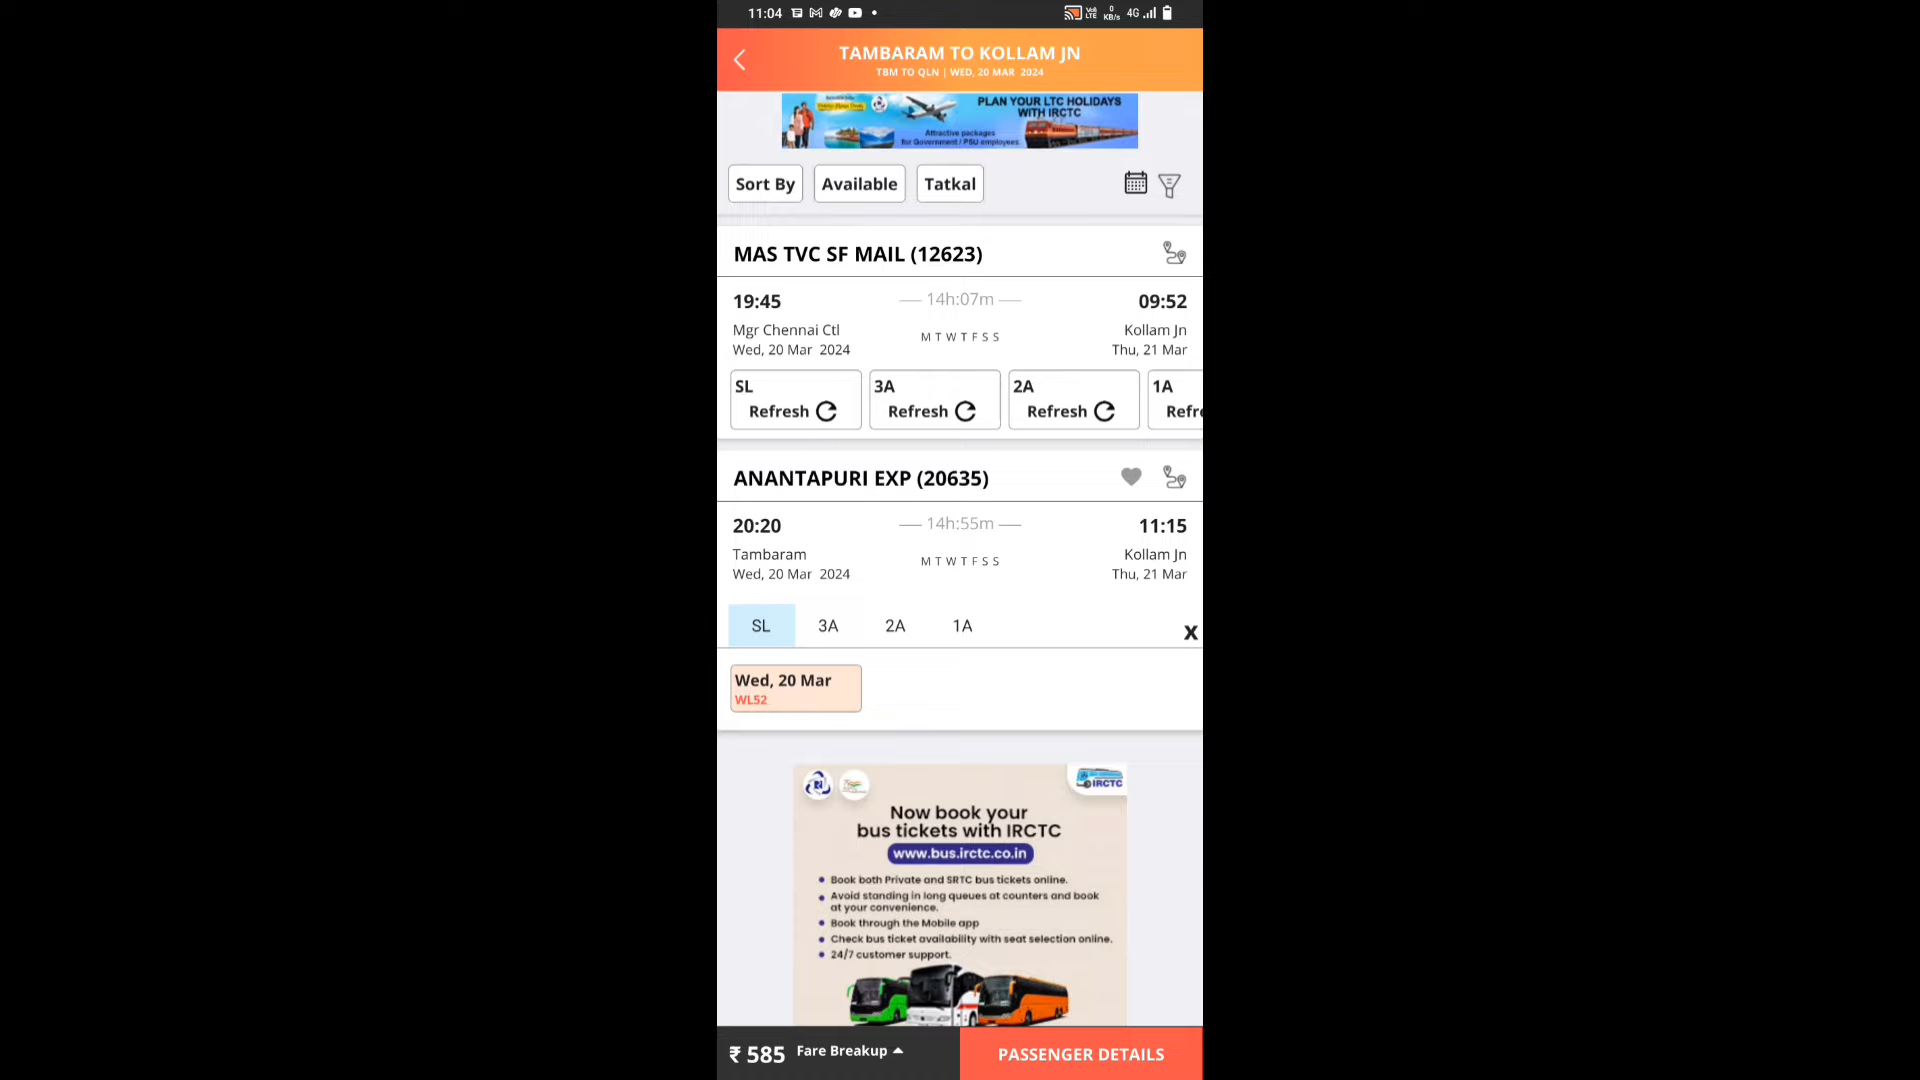 11:04
Vo)) LTE
0 KB/s
4G
TAMBARAM TO KOLLAM JN
TBM TO QLN | WED, 20 MAR 2024
PLAN YOUR LTC HOLIDAYS
WITH IRCTC
Attractive packages
for Government / PSU employees
Sort By
Available
Tatkal
MAS TVC SF MAIL (12623)
19:45
14h:07m
09:52
Mgr Chennai Ctl
M T W T F S S
Kollam Jn
Wed, 20 Mar 2024
Thu, 21 Mar
SL
3A
2A
1A
Refresh
Refresh
Refresh
Refr
ANANTAPURI EXP (20635)
20:20
14h:55m
11:15
Tambaram
M T W T F S S
Kollam Jn
Wed, 20 Mar 2024
Thu, 21 Mar
SL
3A
2A
1A
X
Wed, 20 Mar
WL52
IRCTC
Now book your
bus tickets with IRCTC
www.bus.irctc.co.in
Book both Private and SRTC bus tickets online.
Avoid standing in long queues at counters and book
at your convenience.
Book through the Mobile app
Check bus ticket availability with seat selection online.
24/7 customer support.
₹ 585
Fare Breakup
PASSENGER DETAILS